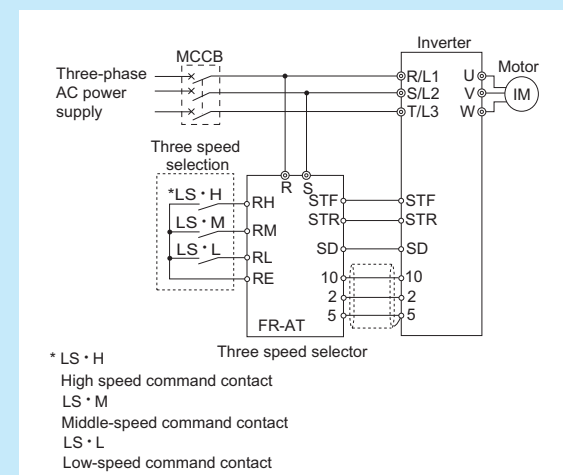 Inverter
MCCB
Three-phase
AC power
supply
R/L1
S/L2
T/L3
U
V
W
Motor
IM
Three speed
selection
*LS・H
LS・M
LS・L
R S
RH
RM
RL
RE
STF
STR
SD
10
2
5
STF
STR
SD
10
2
5
FR-AT
Three speed selector
* LS・H
High speed command contact
LS・M
Middle-speed command contact
LS・L
Low-speed command contact